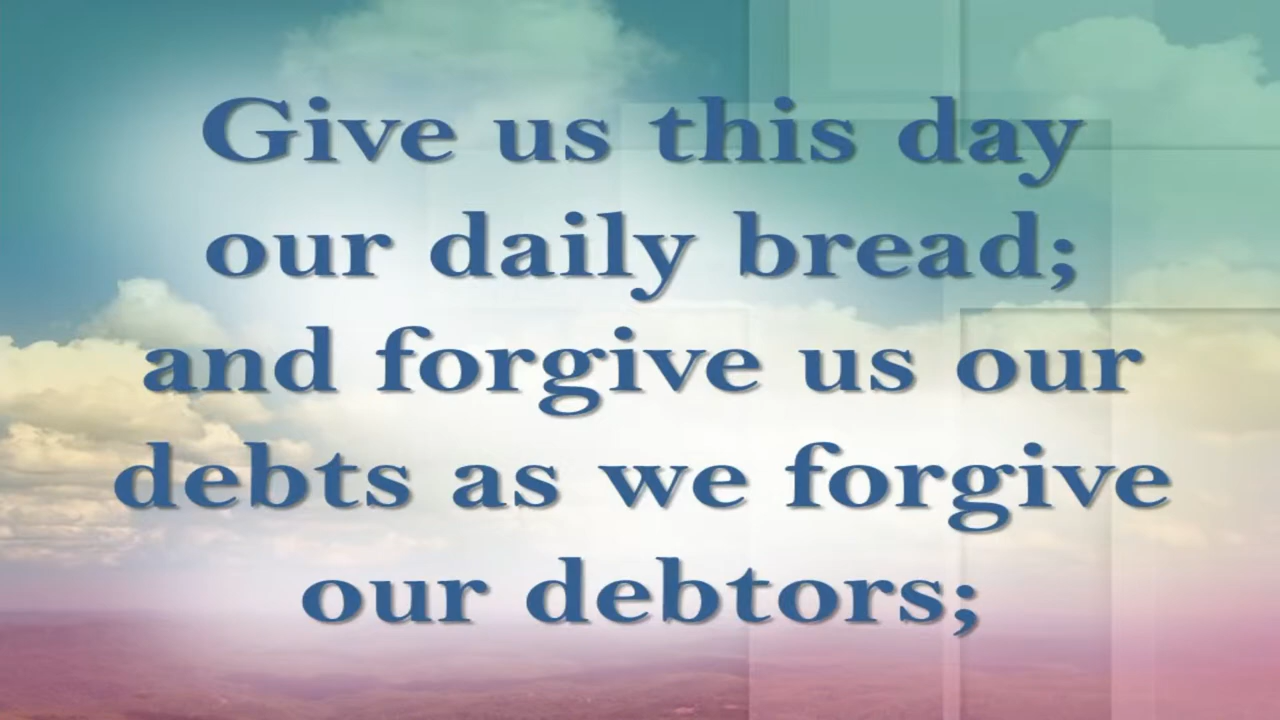 Give us this day
our daily bread;
and forgive us our
debts as we forgive
our debtors;